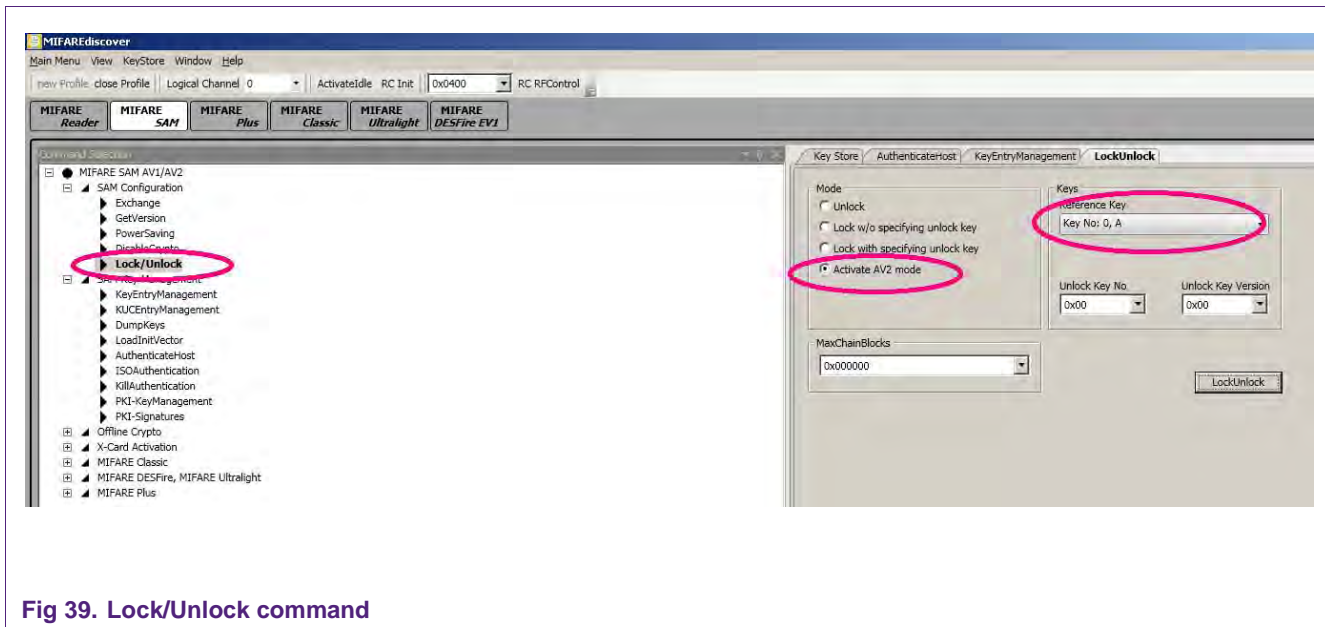 MIFAREdiscover
Main Menu View KeyStore Window Help
new Profile close Profile Logical Channel 0 ActivateIdle RC Init 0x0400 RC RFControl
MIFARE Reader MIFARE SAM MIFARE Plus MIFARE Classic MIFARE Ultralight MIFARE DESFire EV1
Command Selection
MIFARE SAM AV1/AV2
SAM Configuration
Exchange
GetVersion
PowerSaving
DisableCrypto
Lock/Unlock
SAM Key Management
KeyEntryManagement
KUCEntryManagement
DumpKeys
LoadInitVector
AuthenticateHost
ISOAuthentication
KillAuthentication
PKI-KeyManagement
PKI-Signatures
Offline Crypto
X-Card Activation
MIFARE Classic
MIFARE DESFire, MIFARE Ultralight
MIFARE Plus
Key Store AuthenticateHost KeyEntryManagement LockUnlock
Mode
Unlock
Lock w/o specifying unlock key
Lock with specifying unlock key
Activate AV2 mode
Keys
Reference Key
Key No: 0, A
Unlock Key No Unlock Key Version
0x00 0x00
MaxChainBlocks
0x000000
LockUnlock
Fig 39. Lock/Unlock command